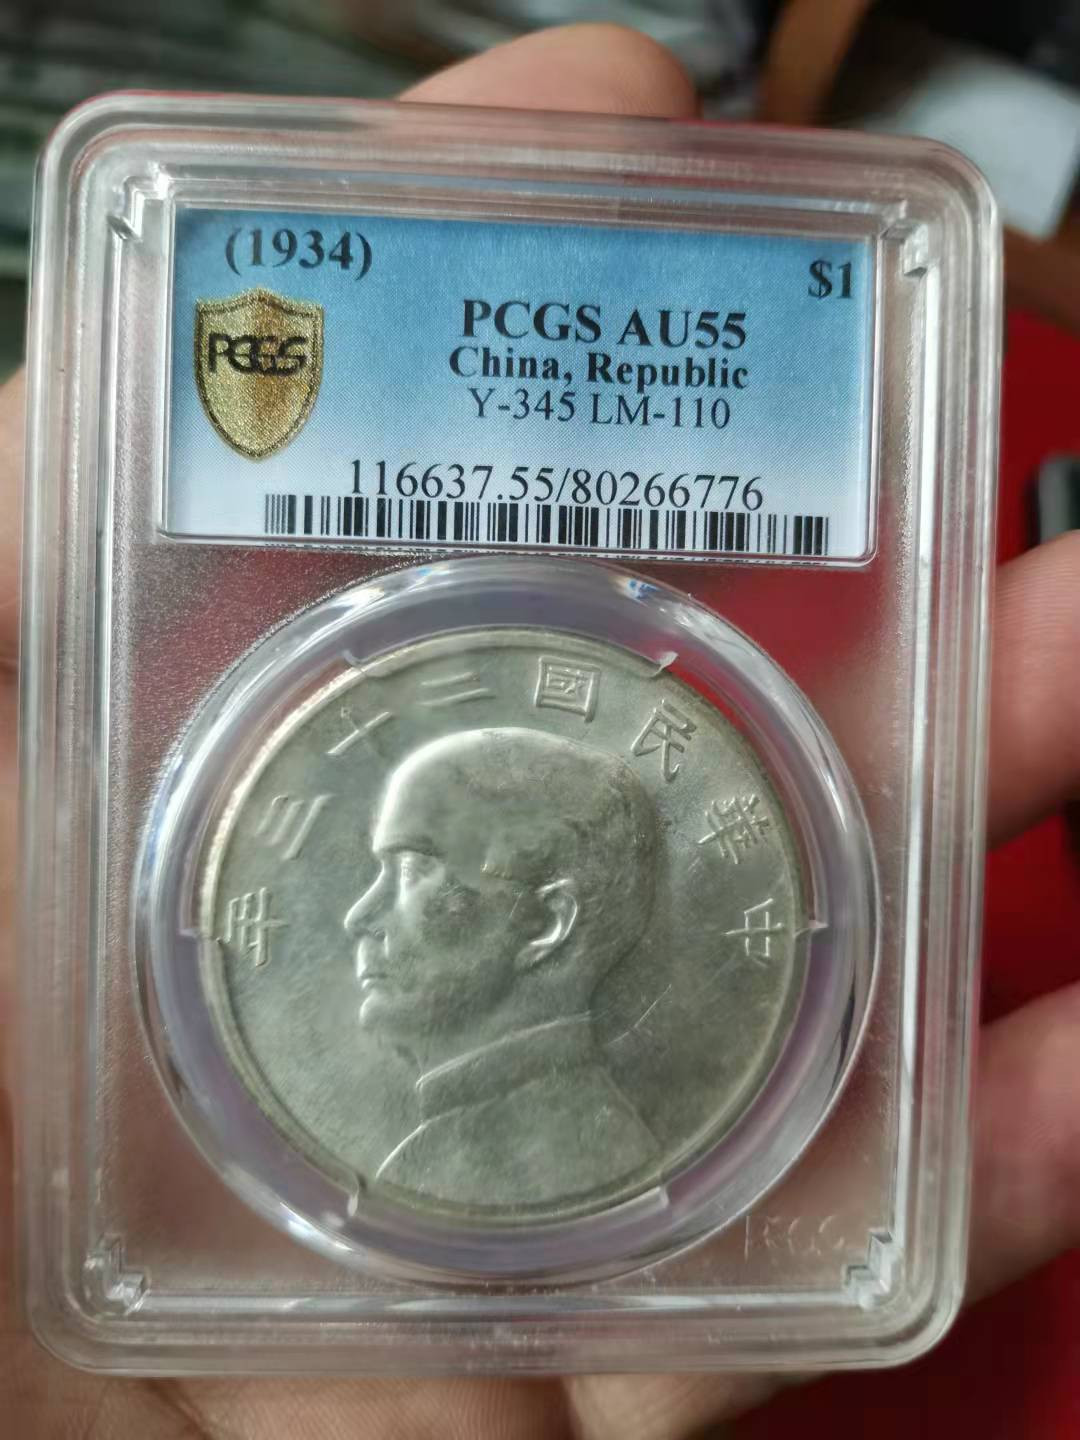 (1934)
$1
PCGS
PCGS AU55
China, Republic
Y-345 LM-110
116637.55/80266776
年三十二國民華中
PCGS